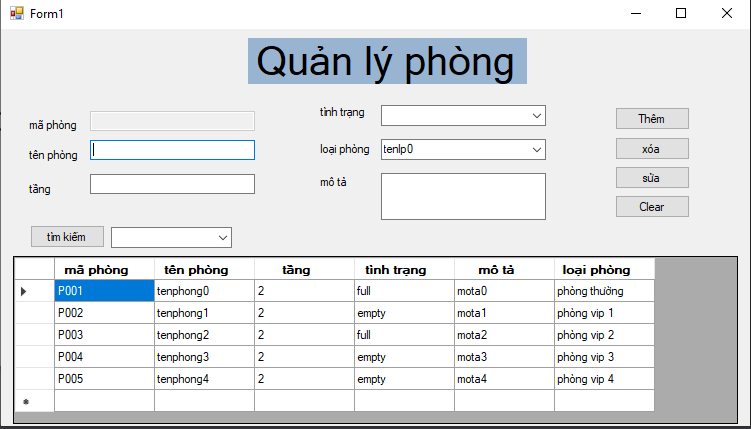 Form1
Quản lý phòng
mã phòng
tên phòng
tầng
tình trạng
loại phòng tenlp0
mô tả
Thêm
xóa
sửa
Clear
tìm kiếm
mã phòng tên phòng tầng tình trạng mô tả loại phòng
P001 tenphong0 2 full mota0 phòng thường
P002 tenphong1 2 empty mota1 phòng vip 1
P003 tenphong2 2 full mota2 phòng vip 2
P004 tenphong3 2 empty mota3 phòng vip 3
P005 tenphong4 2 empty mota4 phòng vip 4